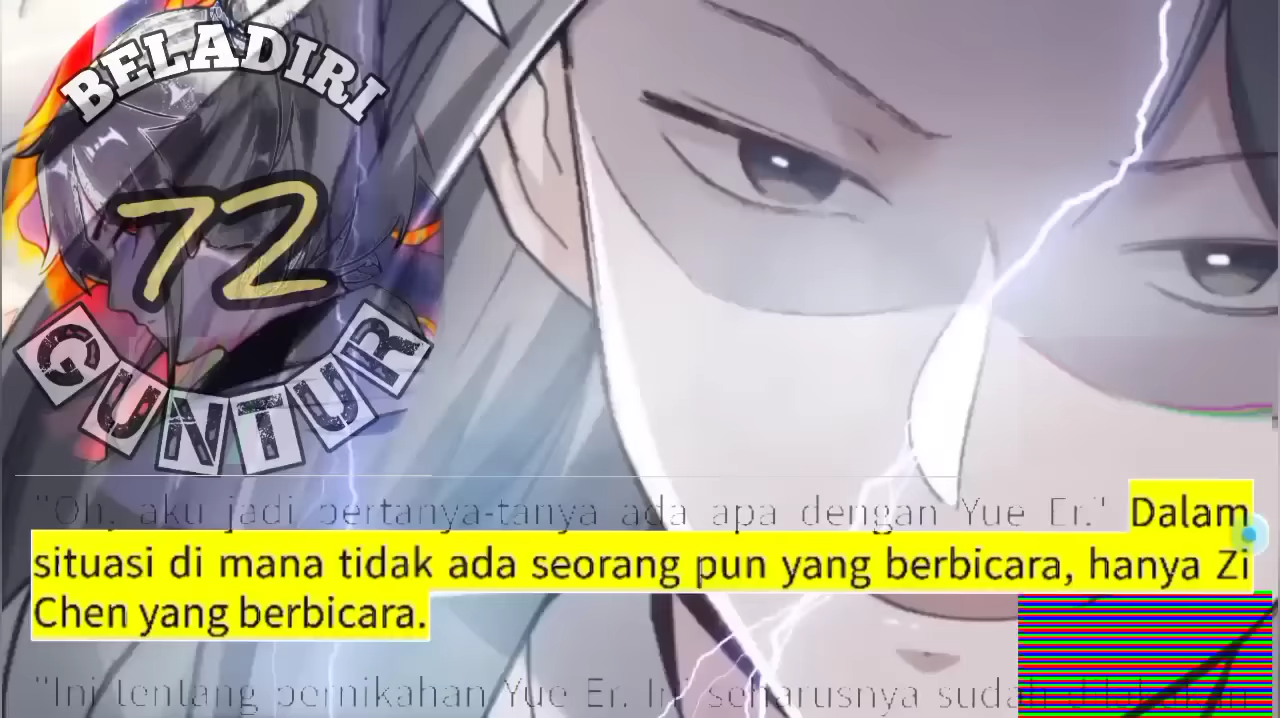 BELADIRI
72
GUNTUR
"Oh, aku jadi pertanya-tanya ada apa dengan Yue Er." Dalam
situasi di mana tidak ada seorang pun yang berbicara, hanya Zi
Chen yang berbicara.
"Ini tentang pernikahan Yue Er. Ini seharusnya sudah